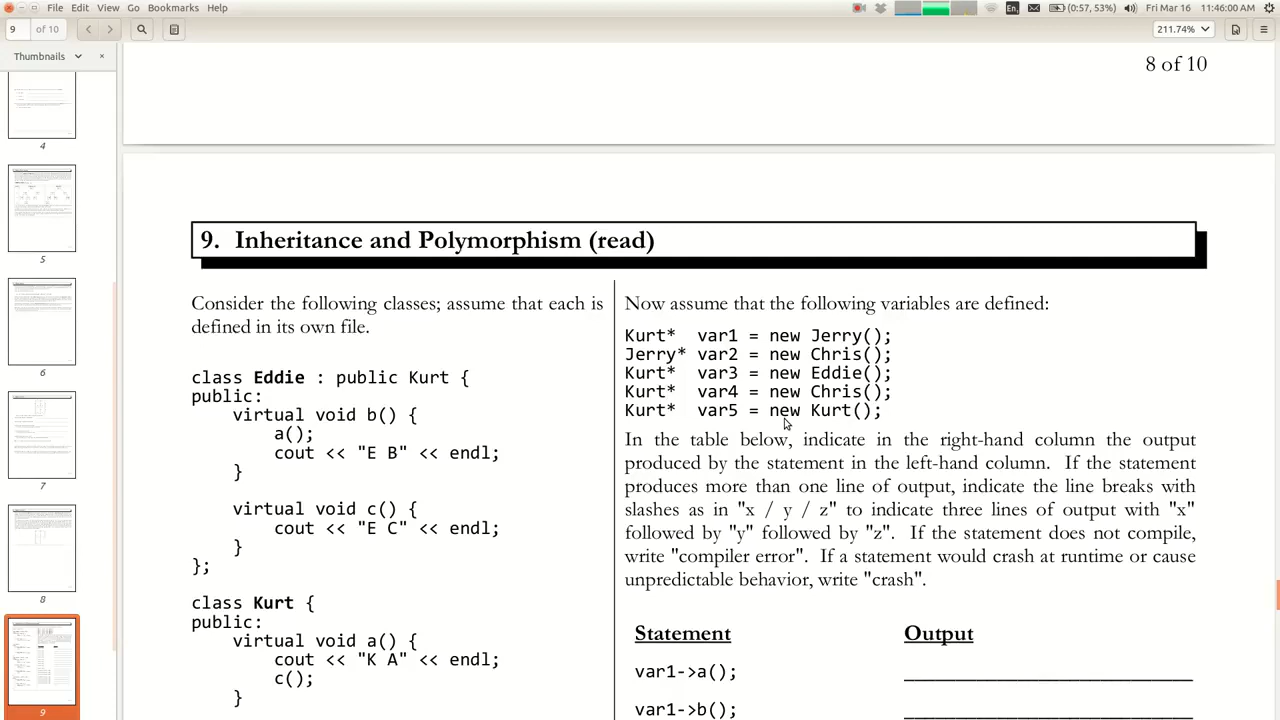 File Edit View Go Bookmarks Help
En (0:57, 53%) Fri Mar 16 11:46:00 AM
9 of 10
211.74%
Thumbnails
4
5
6
7
8
9
8 of 10
9. Inheritance and Polymorphism (read)
Consider the following classes; assume that each is
defined in its own file.
class Eddie : public Kurt {
public:
    virtual void b() {
        a();
        cout << "E B" << endl;
    }
    virtual void c() {
        cout << "E C" << endl;
    }
};
class Kurt {
public:
    virtual void a() {
        cout << "K A" << endl;
        c();
    }
Now assume that the following variables are defined:
Kurt*  var1 = new Jerry();
Jerry* var2 = new Chris();
Kurt*  var3 = new Eddie();
Kurt*  var4 = new Chris();
Kurt*  var5 = new Kurt();
In the table below, indicate in the right-hand column the output
produced by the statement in the left-hand column. If the statement
produces more than one line of output, indicate the line breaks with
slashes as in "x / y / z" to indicate three lines of output with "x"
followed by "y" followed by "z". If the statement does not compile,
write "compiler error". If a statement would crash at runtime or cause
unpredictable behavior, write "crash".
Statement Output
var1->a();
var1->b();